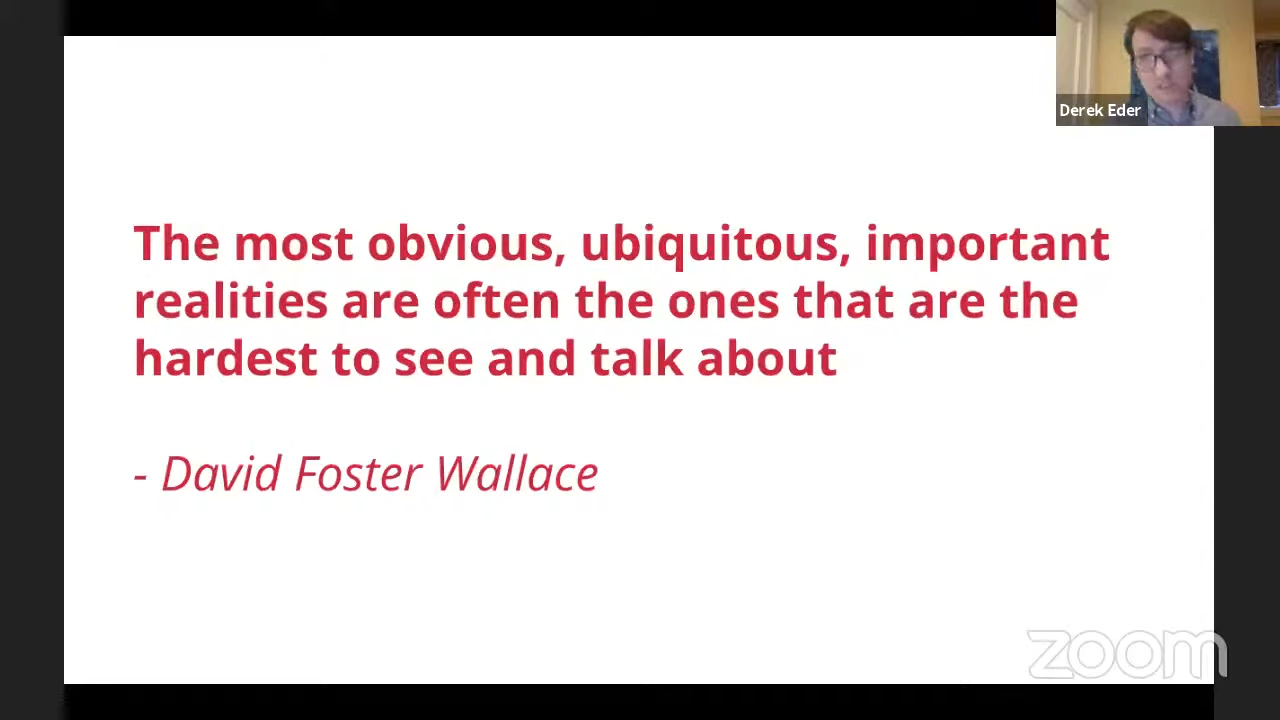 Derek Eder
The most obvious, ubiquitous, important
realities are often the ones that are the
hardest to see and talk about
- David Foster Wallace
zoom